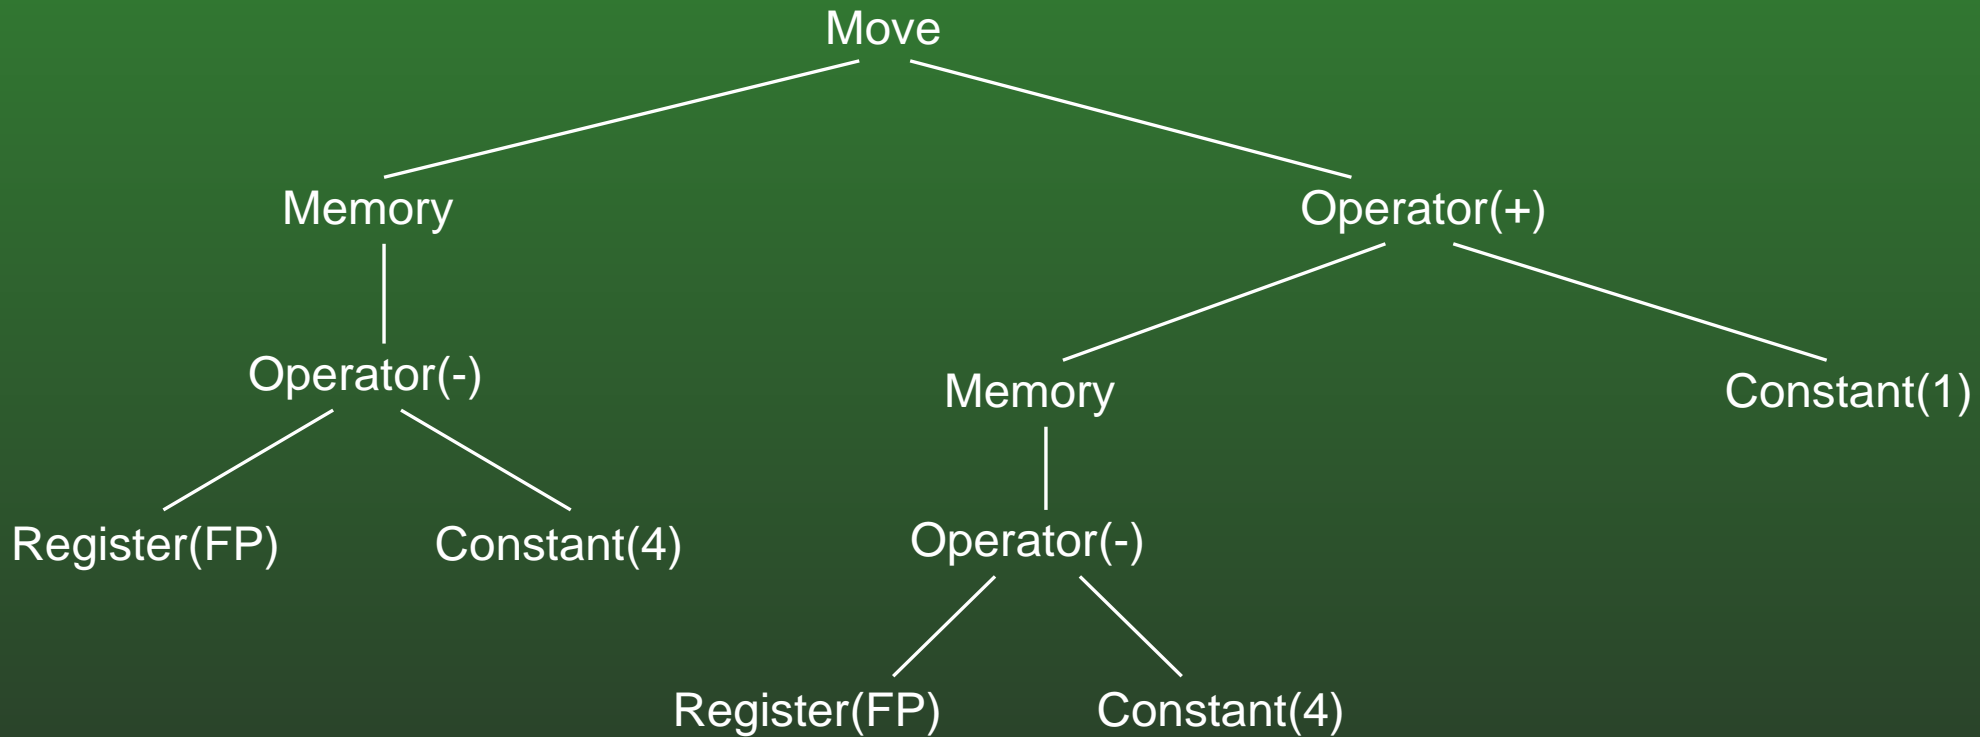 Move
Memory
Operator(+)
Operator(-)
Memory
Constant(1)
Register(FP)
Constant(4)
Operator(-)
Register(FP)
Constant(4)